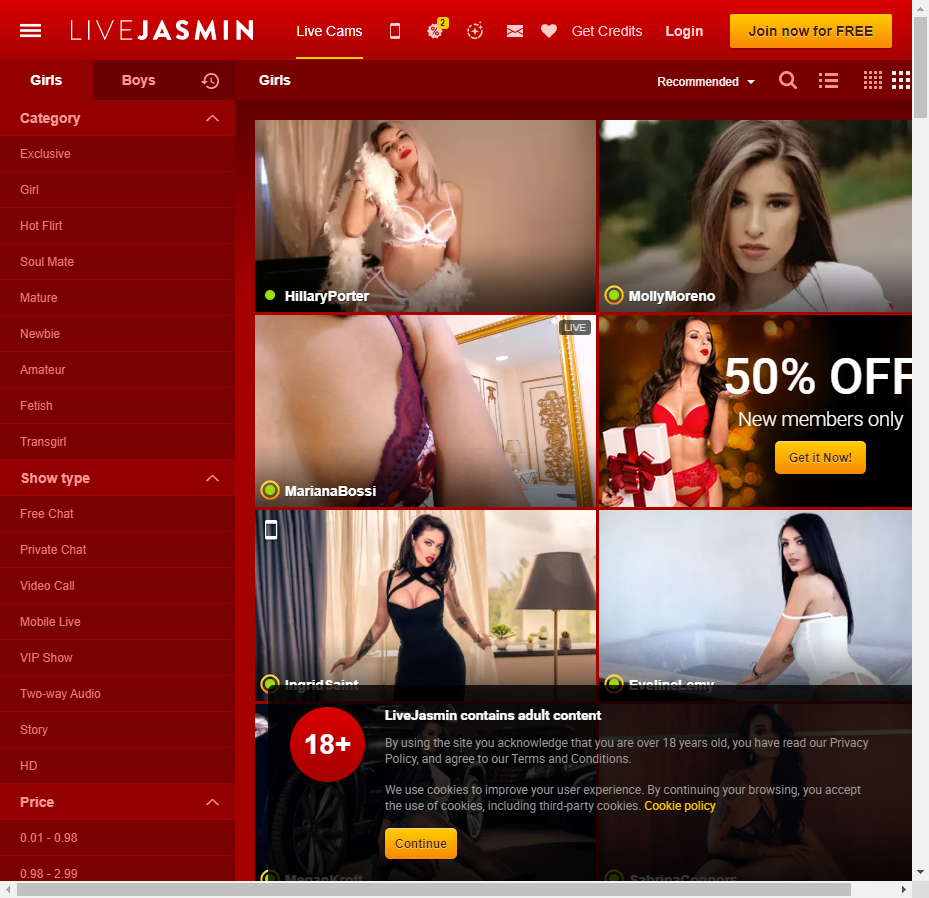 LIVEJASMIN
Live Cams
2
Get Credits
Login
Join now for FREE
Girls
Boys
Girls
Recommended
Category
Exclusive
Girl
Hot Flirt
Soul Mate
Mature
Newbie
Amateur
Fetish
Transgirl
Show type
Free Chat
Private Chat
Video Call
Mobile Live
VIP Show
Two-way Audio
Story
HD
Price
0.01 - 0.98
0.98 - 2.99
HillaryPorter
MollyMoreno
LIVE
MarianaBossi
50% OFF
New members only
Get it Now!
IngridSaint
EvelineLemy
18+
LiveJasmin contains adult content
By using the site you acknowledge that you are over 18 years old, you have read our Privacy
Policy, and agree to our Terms and Conditions.
We use cookies to improve your user experience. By continuing your browsing, you accept
the use of cookies, including third-party cookies. Cookie policy
Continue
MeganKroft
SabrinaConnors